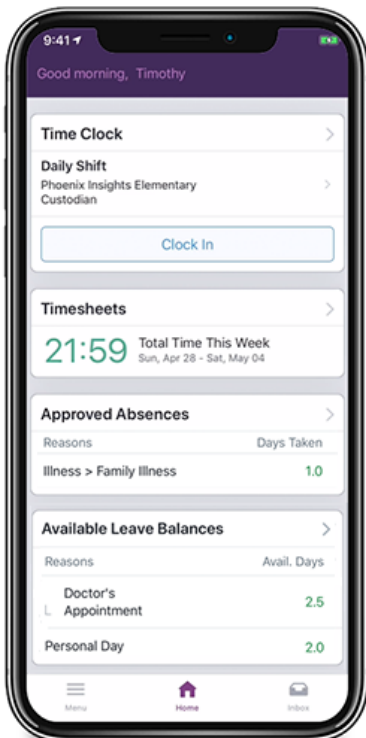 9:41
Good morning, Timothy
Time Clock
Daily Shift
Phoenix Insights Elementary
Custodian
Clock In
Timesheets
21:59
Total Time This Week
Sun, Apr 28 - Sat, May 04
Approved Absences
Reasons Days Taken
Illness > Family Illness 1.0
Available Leave Balances
Reasons Avail. Days
Doctor's
Appointment
2.5
Personal Day 2.0
Menu Home Inbox